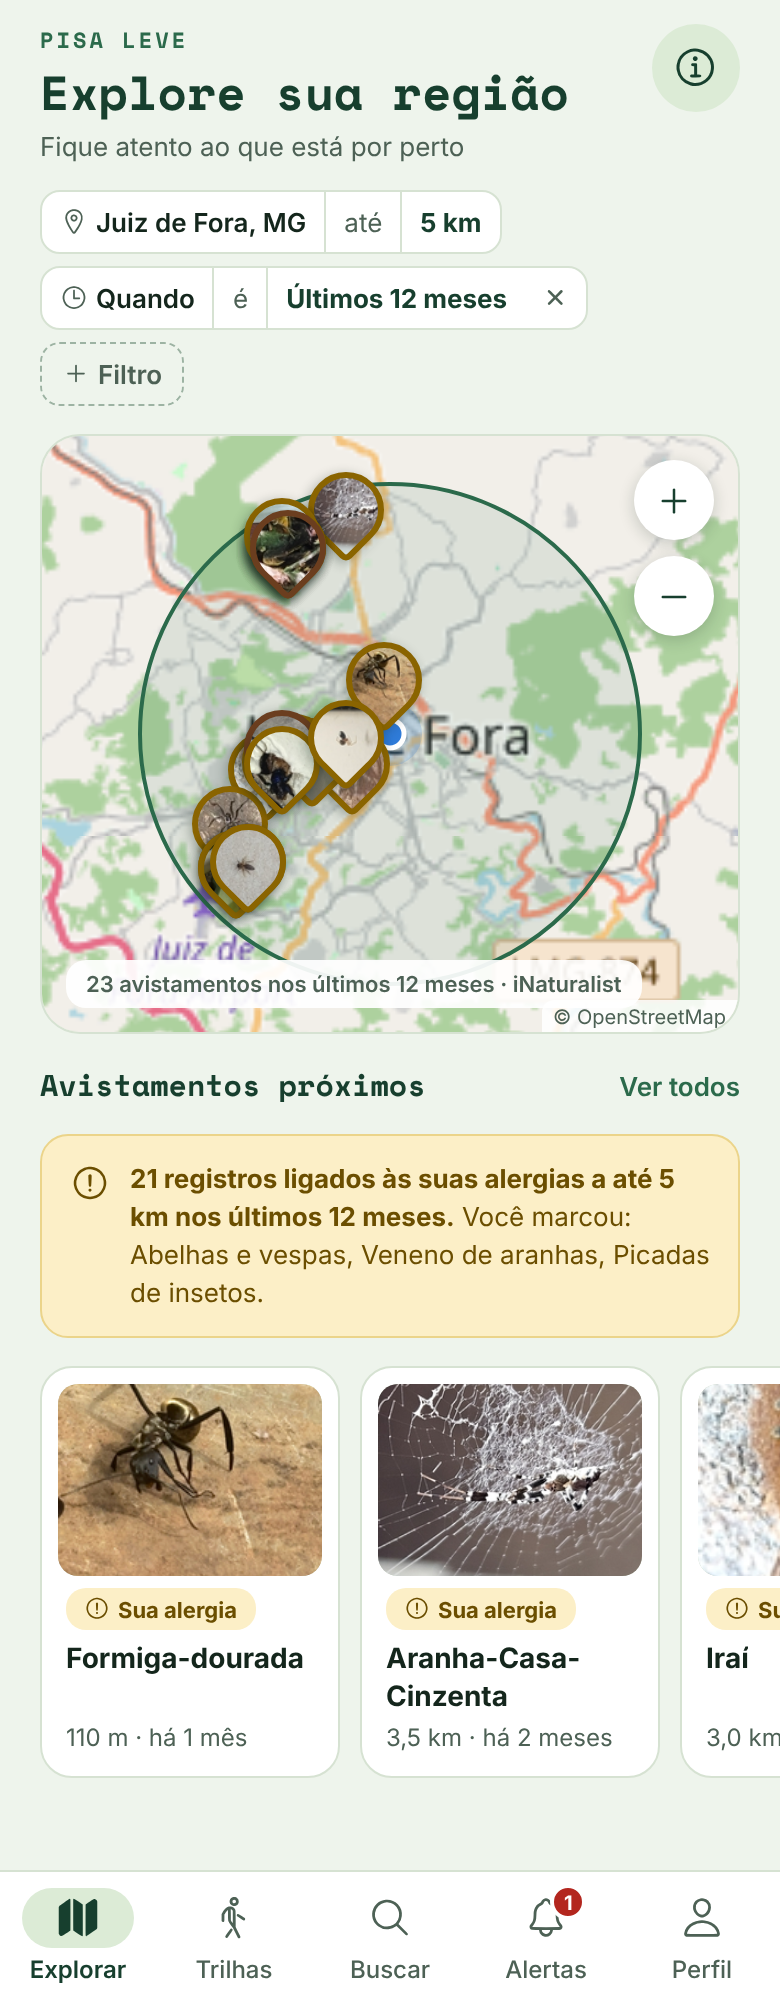 PISA LEVE
Explore sua região
Fique atento ao que está por perto
Juiz de Fora, MG até 5 km
Quando é Últimos 12 meses
Filtro
Fora
Juiz de
23 avistamentos nos últimos 12 meses · iNaturalist
© OpenStreetMap
Avistamentos próximos Ver todos
21 registros ligados às suas alergias a até 5
km nos últimos 12 meses. Você marcou:
Abelhas e vespas, Veneno de aranhas, Picadas
de insetos.
Sua alergia
Formiga-dourada
110 m · há 1 mês
Sua alergia
Aranha-Casa-
Cinzenta
3,5 km · há 2 meses
Iraí
3,0 km
1
Explorar Trilhas Buscar Alertas Perfil